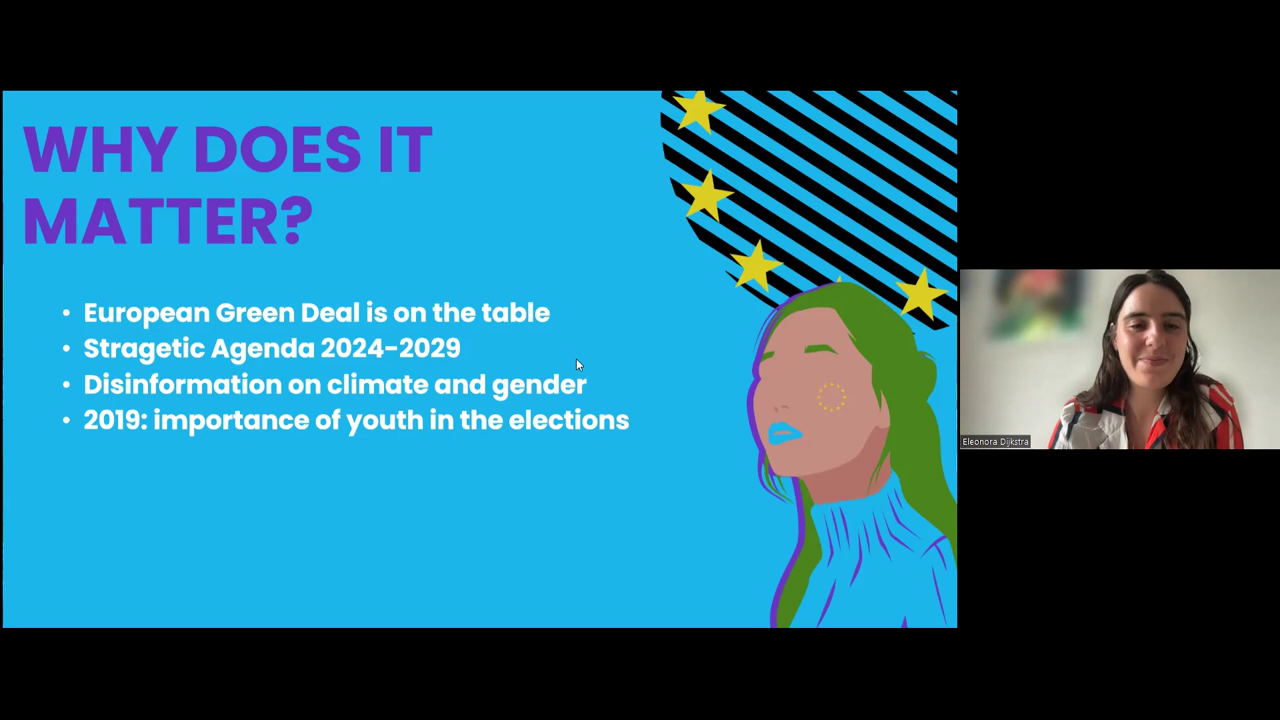 WHY DOES IT
MATTER?
• European Green Deal is on the table
• Stragetic Agenda 2024-2029
• Disinformation on climate and gender
• 2019: importance of youth in the elections
Eleonora Dijkstra